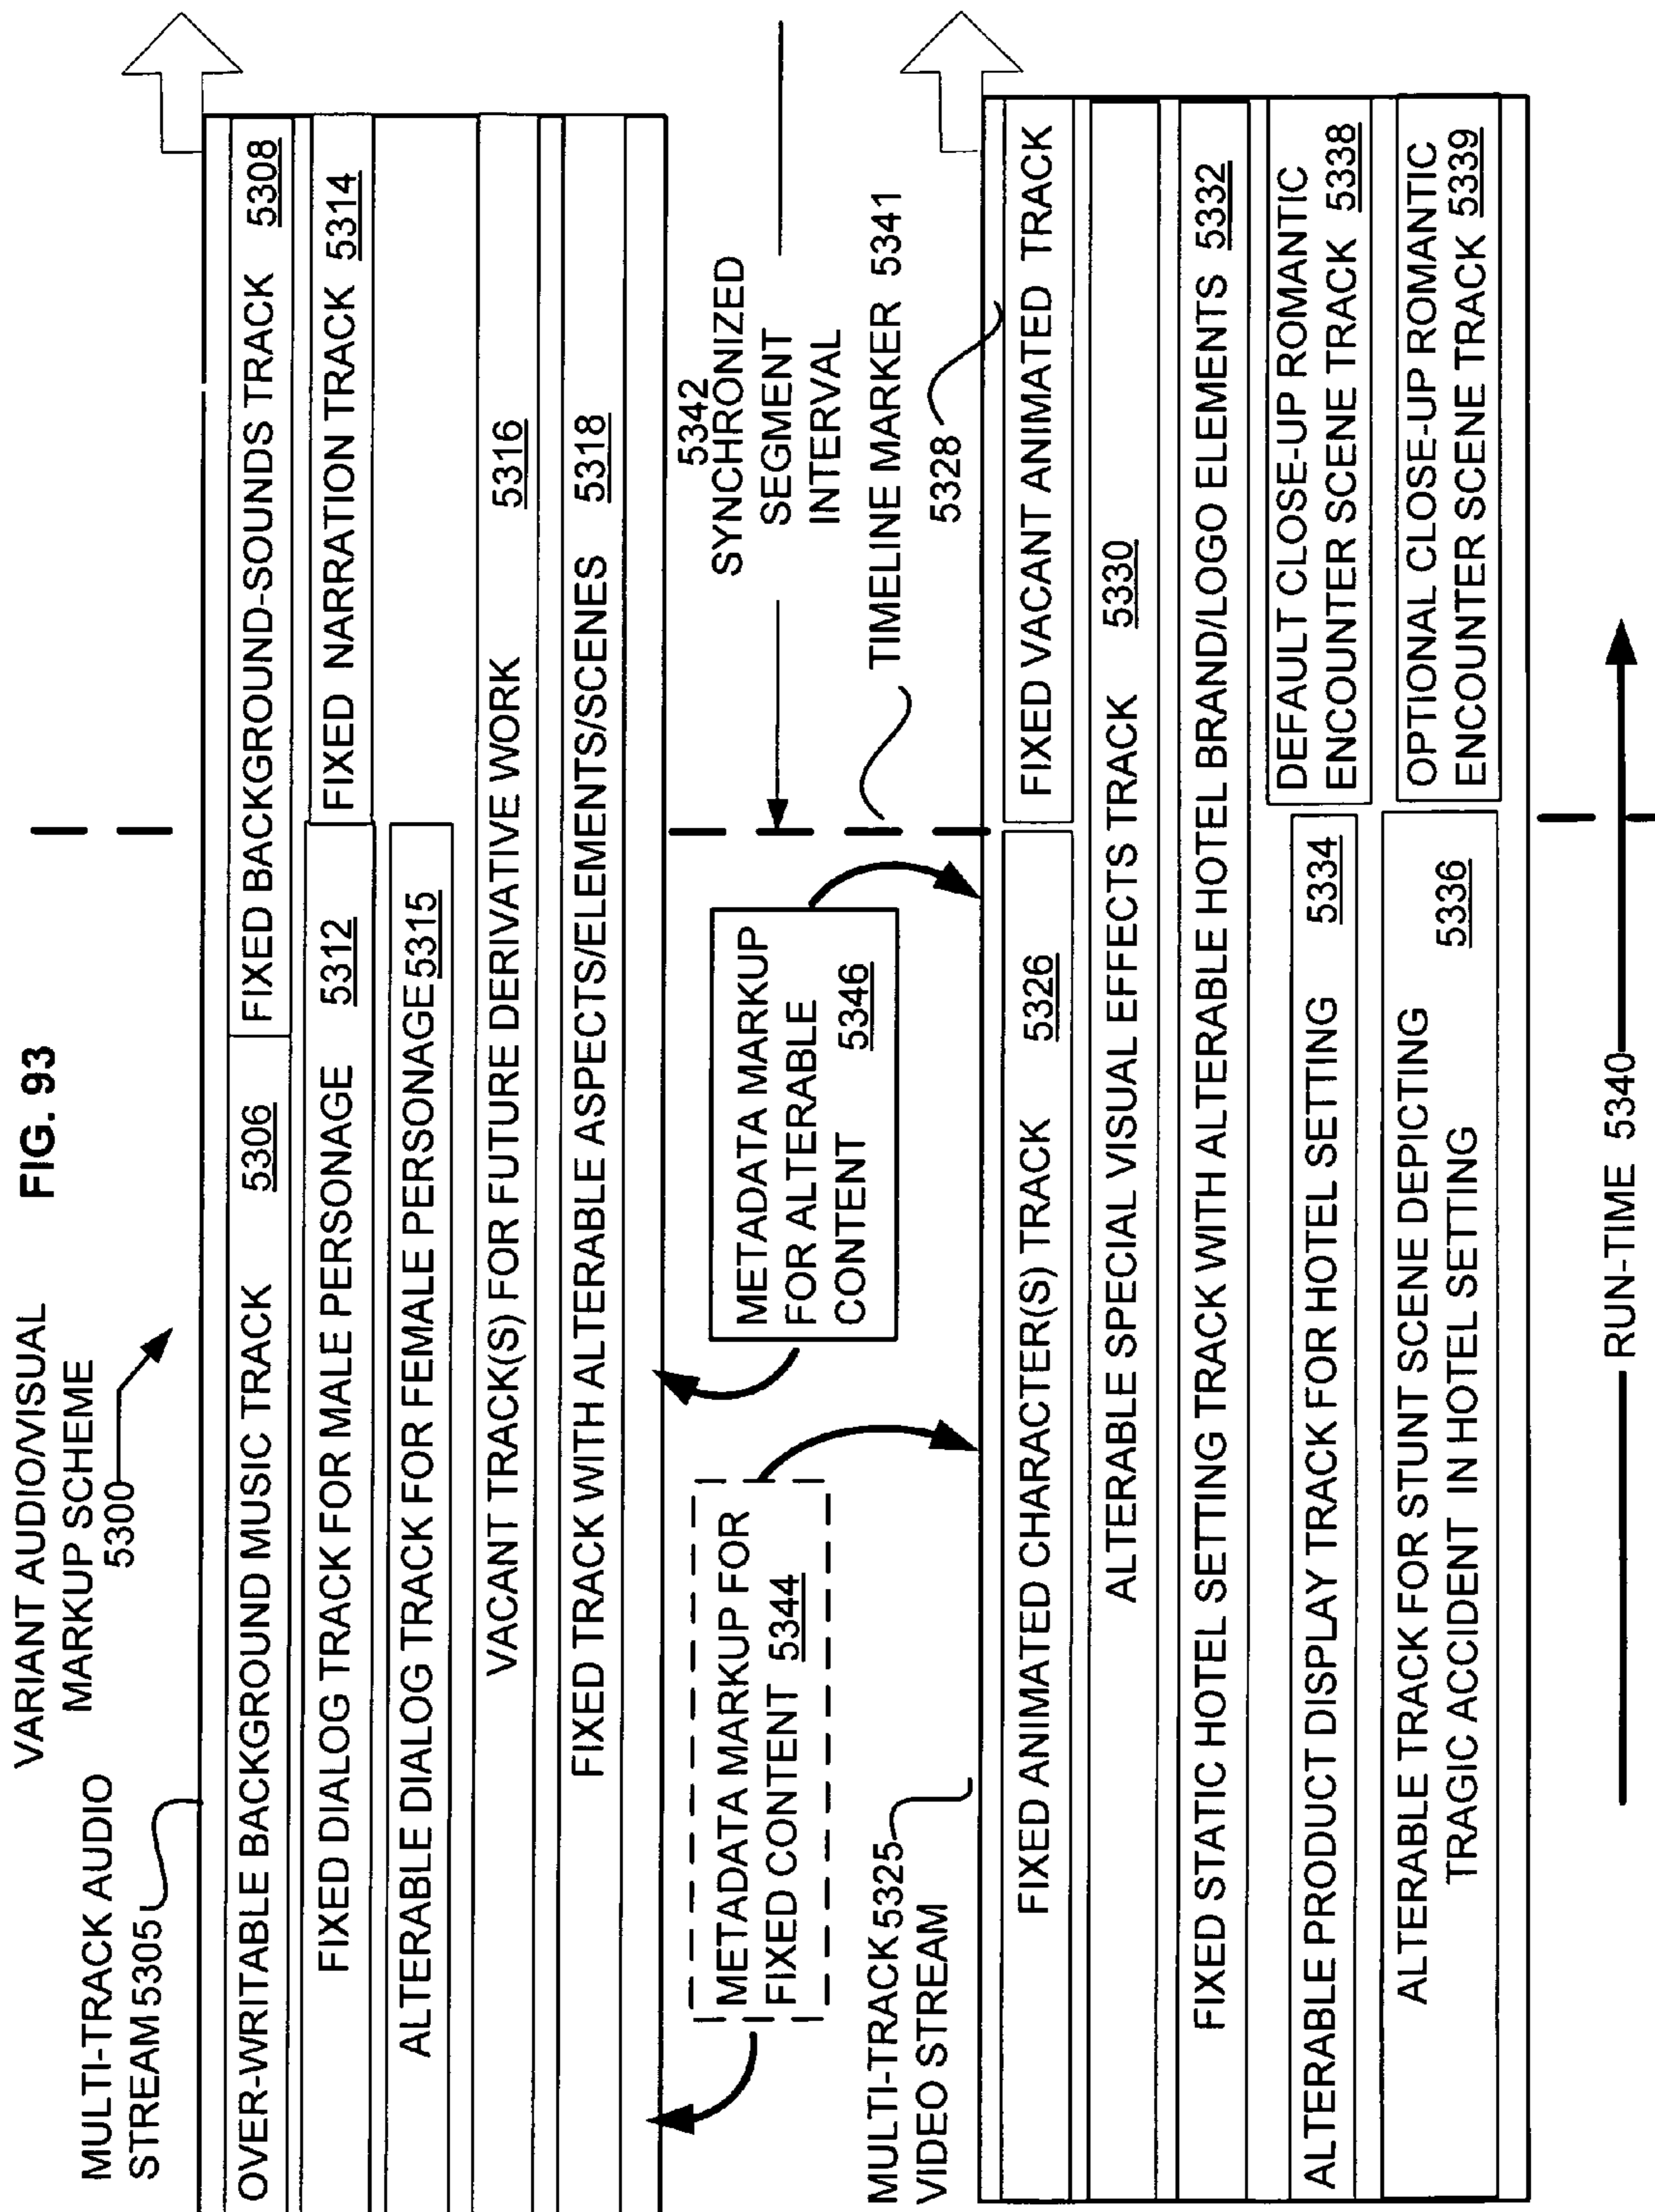 FIG. 93
VARIANT AUDIO/VISUAL
MARKUP SCHEME
5300
MULTI-TRACK AUDIO
STREAM 5305
OVER-WRITABLE BACKGROUND MUSIC TRACK 5306
FIXED BACKGROUND-SOUNDS TRACK 5308
FIXED DIALOG TRACK FOR MALE PERSONAGE 5312
FIXED NARRATION TRACK 5314
ALTERABLE DIALOG TRACK FOR FEMALE PERSONAGE 5315
VACANT TRACK(S) FOR FUTURE DERIVATIVE WORK 5316
FIXED TRACK WITH ALTERABLE ASPECTS/ELEMENTS/SCENES 5318
METADATA MARKUP FOR
FIXED CONTENT 5344
METADATA MARKUP
FOR ALTERABLE
CONTENT 5346
5342
SYNCHRONIZED
SEGMENT
INTERVAL
TIMELINE MARKER 5341
5328
MULTI-TRACK 5325
VIDEO STREAM
FIXED ANIMATED CHARACTER(S) TRACK 5326
FIXED VACANT ANIMATED TRACK
ALTERABLE SPECIAL VISUAL EFFECTS TRACK 5330
FIXED STATIC HOTEL SETTING TRACK WITH ALTERABLE HOTEL BRAND/LOGO ELEMENTS 5332
ALTERABLE PRODUCT DISPLAY TRACK FOR HOTEL SETTING 5334
DEFAULT CLOSE-UP ROMANTIC
ENCOUNTER SCENE TRACK 5338
ALTERABLE TRACK FOR STUNT SCENE DEPICTING
TRAGIC ACCIDENT IN HOTEL SETTING 5336
OPTIONAL CLOSE-UP ROMANTIC
ENCOUNTER SCENE TRACK 5339
RUN-TIME 5340